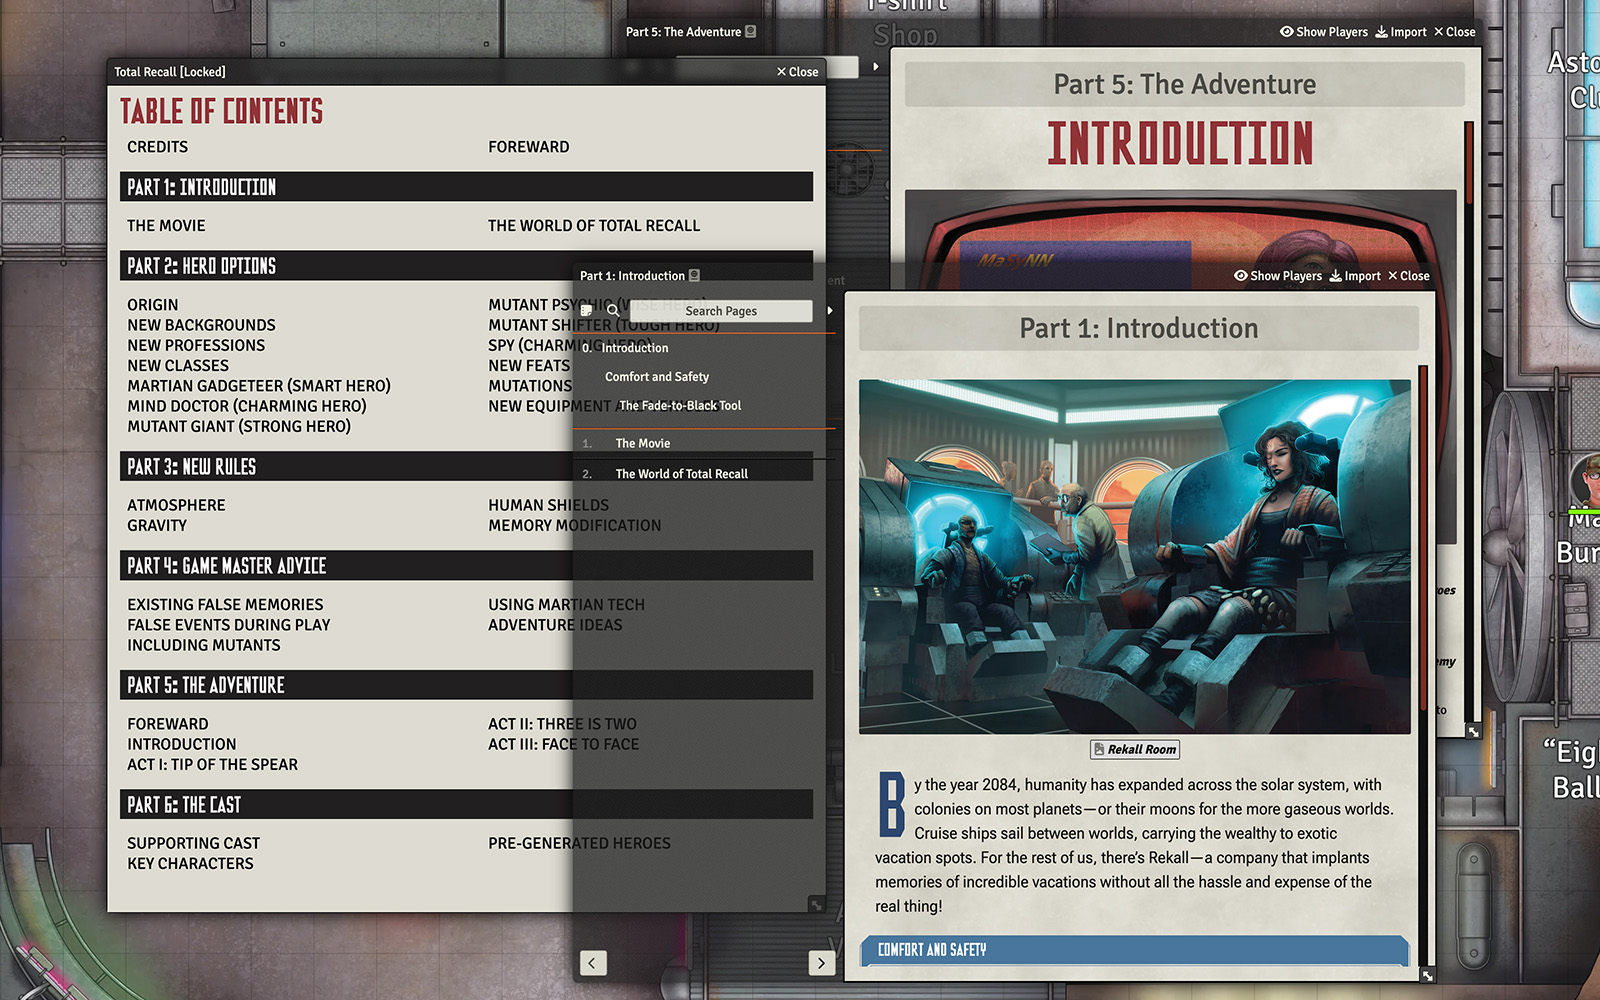 T-Shirt
Shop
Part 5: The Adventure
Show Players Import Close
Total Recall [Locked]
Close
TABLE OF CONTENTS
CREDITS
FOREWARD
PART 1: INTRODUCTION
THE MOVIE
THE WORLD OF TOTAL RECALL
PART 2: HERO OPTIONS
ORIGIN
NEW BACKGROUNDS
NEW PROFESSIONS
NEW CLASSES
MARTIAN GADGETEER (SMART HERO)
MIND DOCTOR (CHARMING HERO)
MUTANT GIANT (STRONG HERO)
MUTANT PSYCHIC (WISE HERO)
MUTANT SHIFTER (TOUGH HERO)
SPY (CHARMING HERO)
NEW FEATS
MUTATIONS
NEW EQUIPMENT
PART 3: NEW RULES
ATMOSPHERE
GRAVITY
HUMAN SHIELDS
MEMORY MODIFICATION
PART 4: GAME MASTER ADVICE
EXISTING FALSE MEMORIES
FALSE EVENTS DURING PLAY
INCLUDING MUTANTS
USING MARTIAN TECH
ADVENTURE IDEAS
PART 5: THE ADVENTURE
FOREWARD
INTRODUCTION
ACT I: TIP OF THE SPEAR
ACT II: THREE IS TWO
ACT III: FACE TO FACE
PART 6: THE CAST
SUPPORTING CAST
KEY CHARACTERS
PRE-GENERATED HEROES
Part 5: The Adventure
INTRODUCTION
MaSyNN
Part 1: Introduction
Show Players Import Close
Search Pages
0. Introduction
Comfort and Safety
The Fade-to-Black Tool
1. The Movie
2. The World of Total Recall
Part 1: Introduction
Rekall Room
By the year 2084, humanity has expanded across the solar system, with
colonies on most planets—or their moons for the more gaseous worlds.
Cruise ships sail between worlds, carrying the wealthy to exotic
vacation spots. For the rest of us, there's Rekall—a company that implants
memories of incredible vacations without all the hassle and expense of the
real thing!
COMFORT AND SAFETY
to